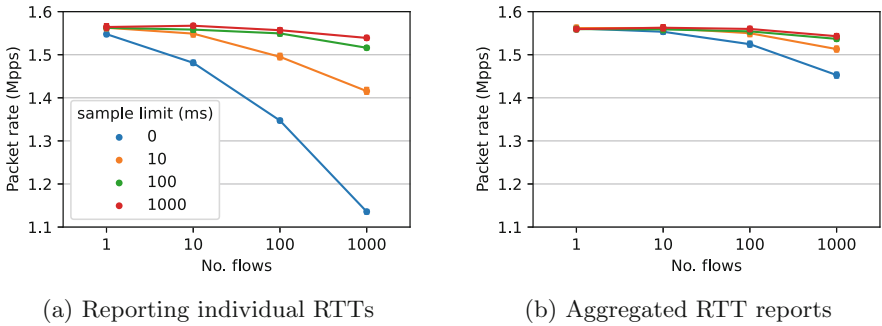 1.6
1.5
1.4
1.3
1.2
1.1
Packet rate (Mpps)
sample limit (ms)
0
10
100
1000
1 10 100 1000
No. flows
(a) Reporting individual RTTs
1.6
1.5
1.4
1.3
1.2
1.1
Packet rate (Mpps)
1 10 100 1000
No. flows
(b) Aggregated RTT reports